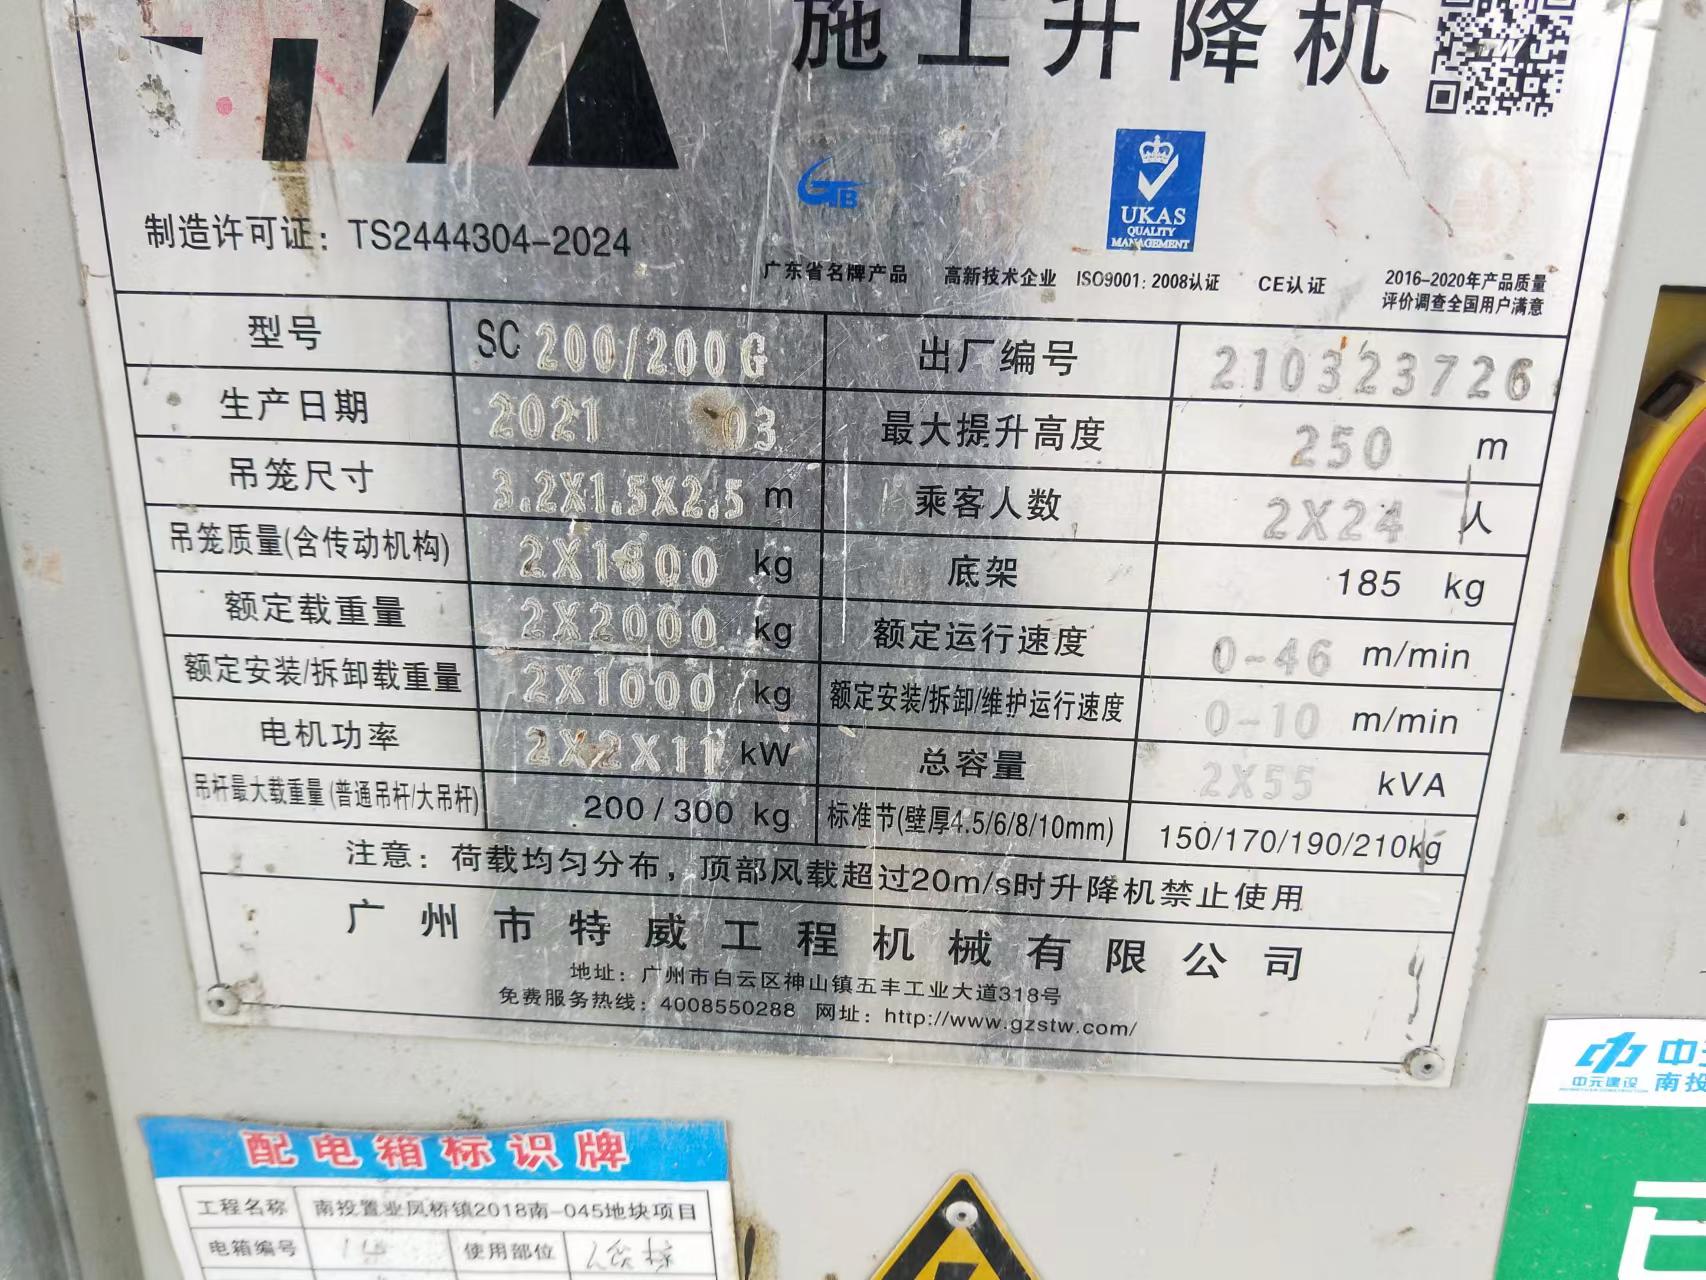 施工升降机
制造许可证：TS2444304-2024
GTB
UKAS
QUALITY
MANAGEMENT
广东省名牌产品 高新技术企业 ISO9001: 2008认证 CE认证 2016-2020年产品质量
评价调查全国用户满意
型号 SC 200/200G 出厂编号 210323726
生产日期 2021 03 最大提升高度 250 m
吊笼尺寸 3.2X1.5X2.5 m 乘客人数 2X24 人
吊笼质量(含传动机构) 2X1800 kg 底架 185 kg
额定载重量 2X2000 kg 额定运行速度 0-46 m/min
额定安装/拆卸载重量 2X1000 kg 额定安装/拆卸/维护运行速度 0-10 m/min
电机功率 2X2X11 kW 总容量 2X55 kVA
吊杆最大载重量(普通吊杆/大吊杆) 200/300 kg 标准节(壁厚4.5/6/8/10mm) 150/170/190/210kg
注意：荷载均匀分布，顶部风载超过20m/s时升降机禁止使用
广州市特威工程机械有限公司
地址：广州市白云区神山镇五丰工业大道318号
免费服务热线：4008550288 网址：http://www.gzstw.com/
中元建设
南投
配电箱标识牌
工程名称 南投置业凤桥镇2018南-045地块项目
电箱编号 使用部位